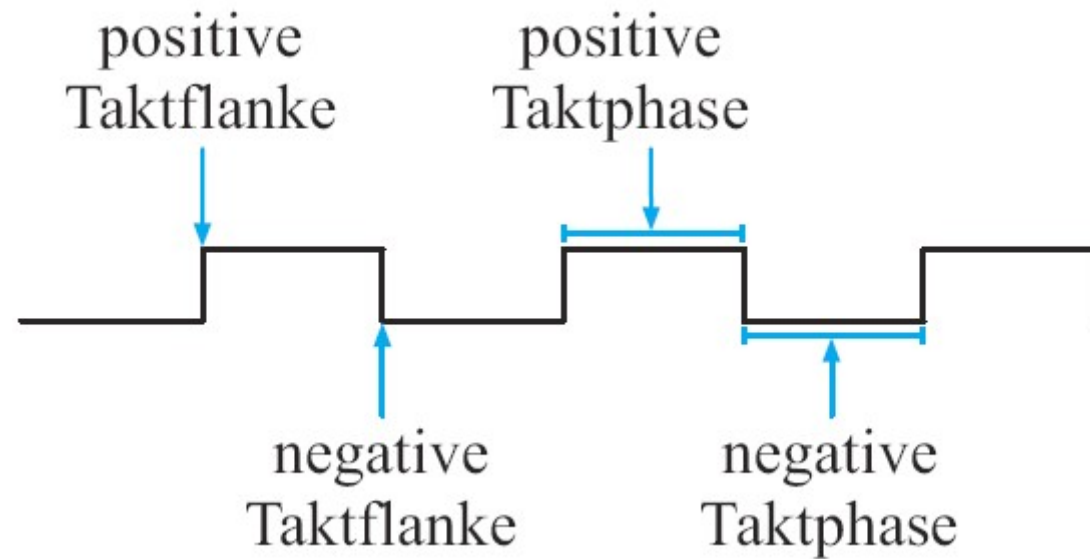 positive
Taktflanke
positive
Taktphase
negative
Taktflanke
negative
Taktphase